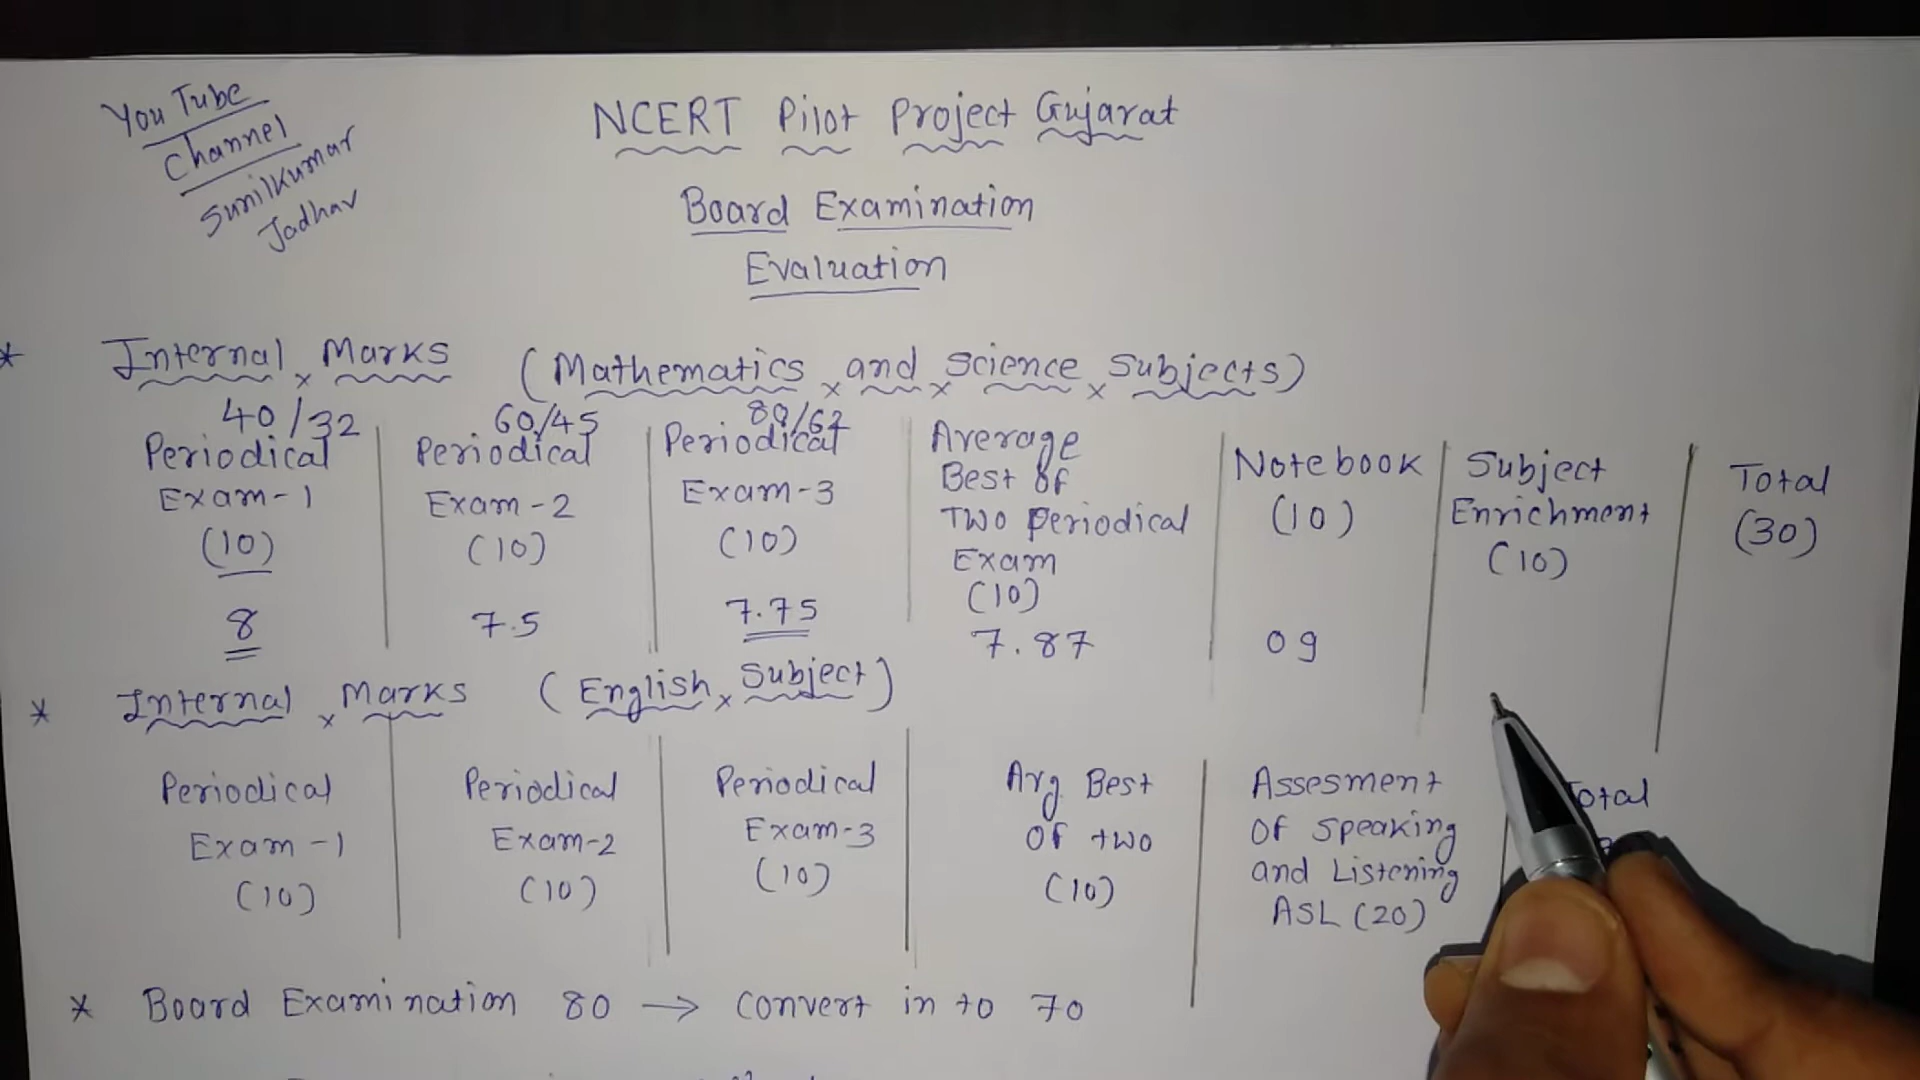 YouTube
Channel
SunilKumar
Jadhav
NCERT Pilot Project Gujarat
Board Examination
Evaluation
* Internal Marks (Mathematics and Science Subjects)
40/32
Periodical
Exam-1
(10)
8
60/45
Periodical
Exam-2
(10)
7.5
80/62
Periodical
Exam-3
(10)
7.75
Average
Best of
Two Periodical
Exam
(10)
7.87
Notebook
(10)
09
Subject
Enrichment
(10)
Total
(30)
* Internal Marks (English Subject)
Periodical
Exam-1
(10)
Periodical
Exam-2
(10)
Periodical
Exam-3
(10)
Avg Best
of two
(10)
Assesment
of Speaking
and Listening
ASL (20)
Total
* Board Examination 80 → Convert in to 70